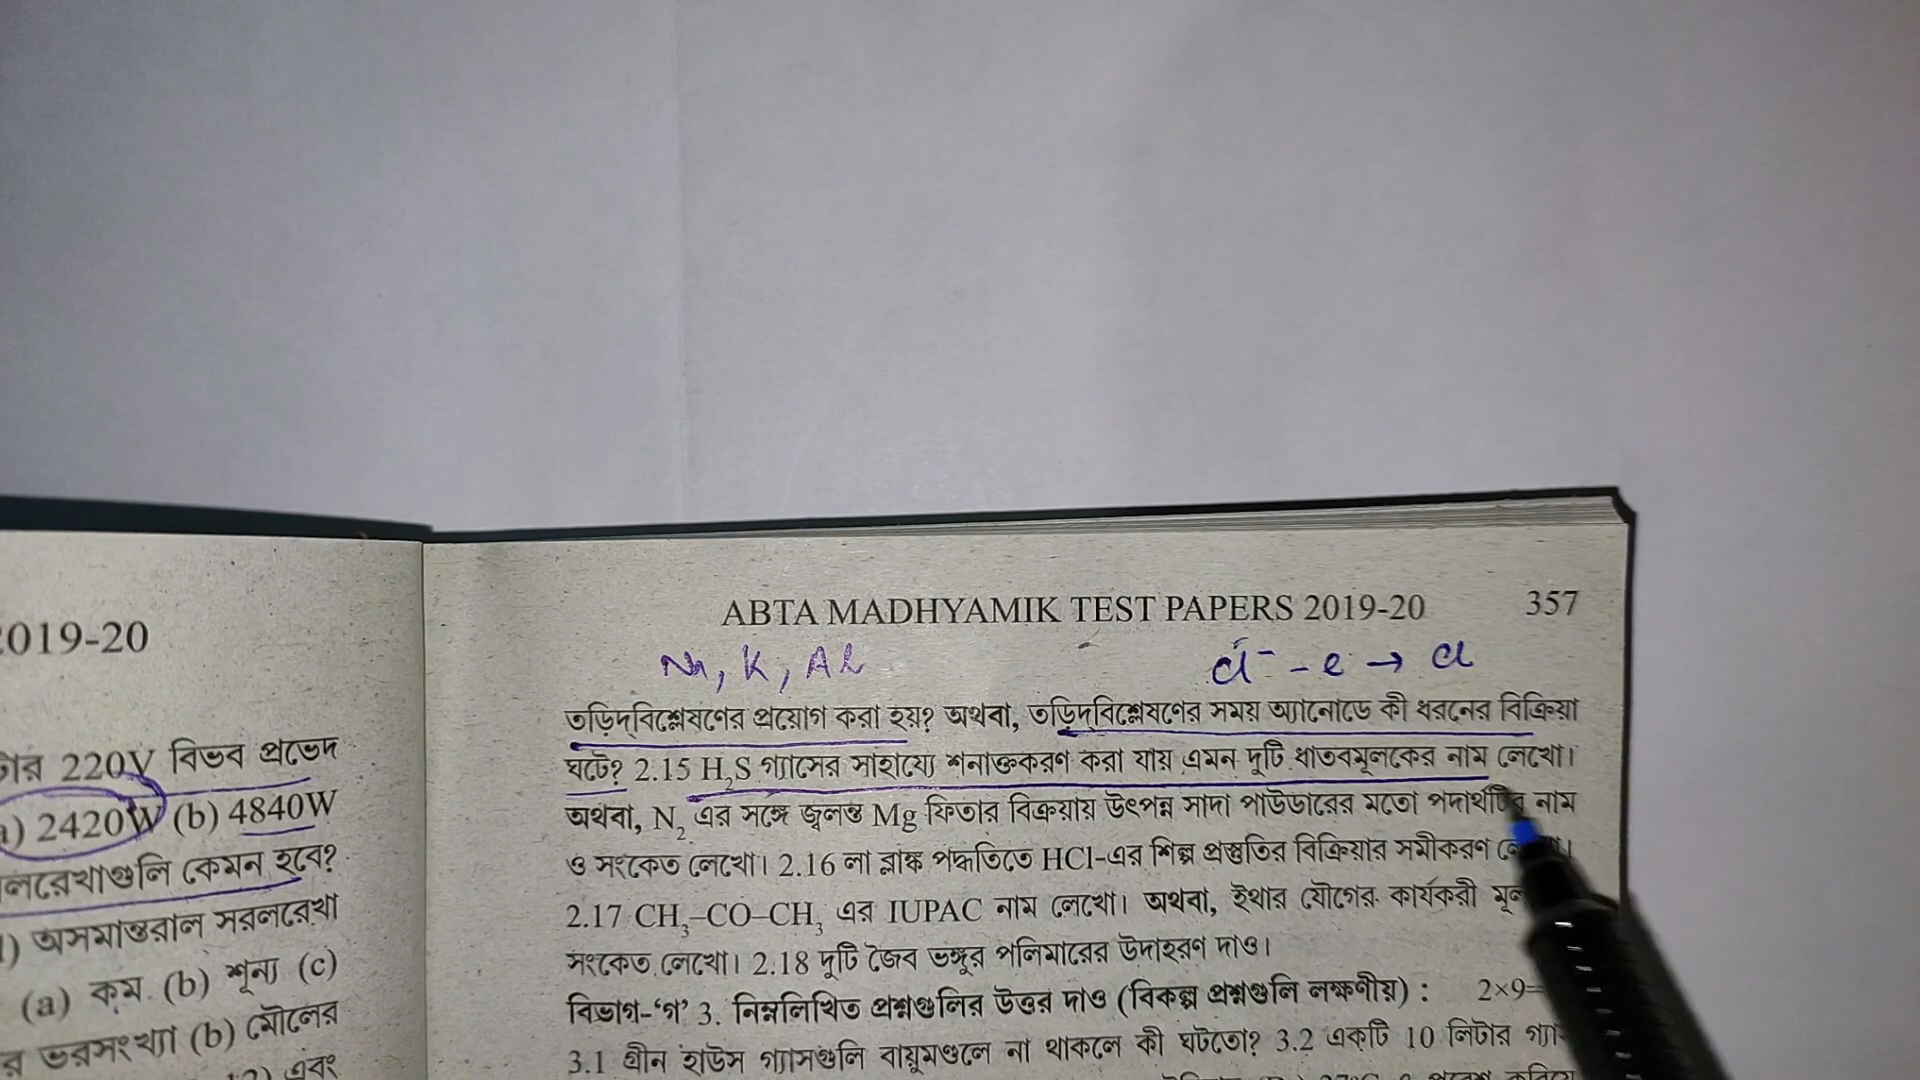 2019-20
220V বিভব প্রভেদ
2420W (b) 4840W
কেমন হবে?
অসমান্তরাল সরলরেখা
(a) কম. (b) শূন্য (c)
র ভরসংখ্যা (b) মৌলের
এবং
ABTA MADHYAMIK TEST PAPERS 2019-20 357
Na, K, Al Cl⁻ - e → Cl
তড়িদ্‌বিশ্লেষণের প্রয়োগ করা হয়? অথবা, তড়িদ্‌বিশ্লেষণের সময় অ্যানোডে কী ধরনের বিক্রিয়া
ঘটে? 2.15 H₂S গ্যাসের সাহায্যে শনাক্তকরণ করা যায় এমন দুটি ধাতবমূলকের নাম লেখো।
অথবা, N₂ এর সঙ্গে জ্বলন্ত Mg ফিতার বিক্রয়ায় উৎপন্ন সাদা পাউডারের মতো পদার্থটির নাম
ও সংকেত লেখো। 2.16 লা ব্লাঙ্ক পদ্ধতিতে HCl-এর শিল্প প্রস্তুতির বিক্রিয়ার সমীকরণ
2.17 CH₃–CO–CH₃ এর IUPAC নাম লেখো। অথবা, ইথার যৌগের কার্যকরী
সংকেত লেখো। 2.18 দুটি জৈব ভঙ্গুর পলিমারের উদাহরণ দাও।
বিভাগ-‘গ’ 3. নিম্নলিখিত প্রশ্নগুলির উত্তর দাও (বিকল্প প্রশ্নগুলি লক্ষণীয়) : 2×9=
3.1 গ্রীন হাউস গ্যাসগুলি বায়ুমণ্ডলে না থাকলে কী ঘটতো? 3.2 একটি 10 লিটার